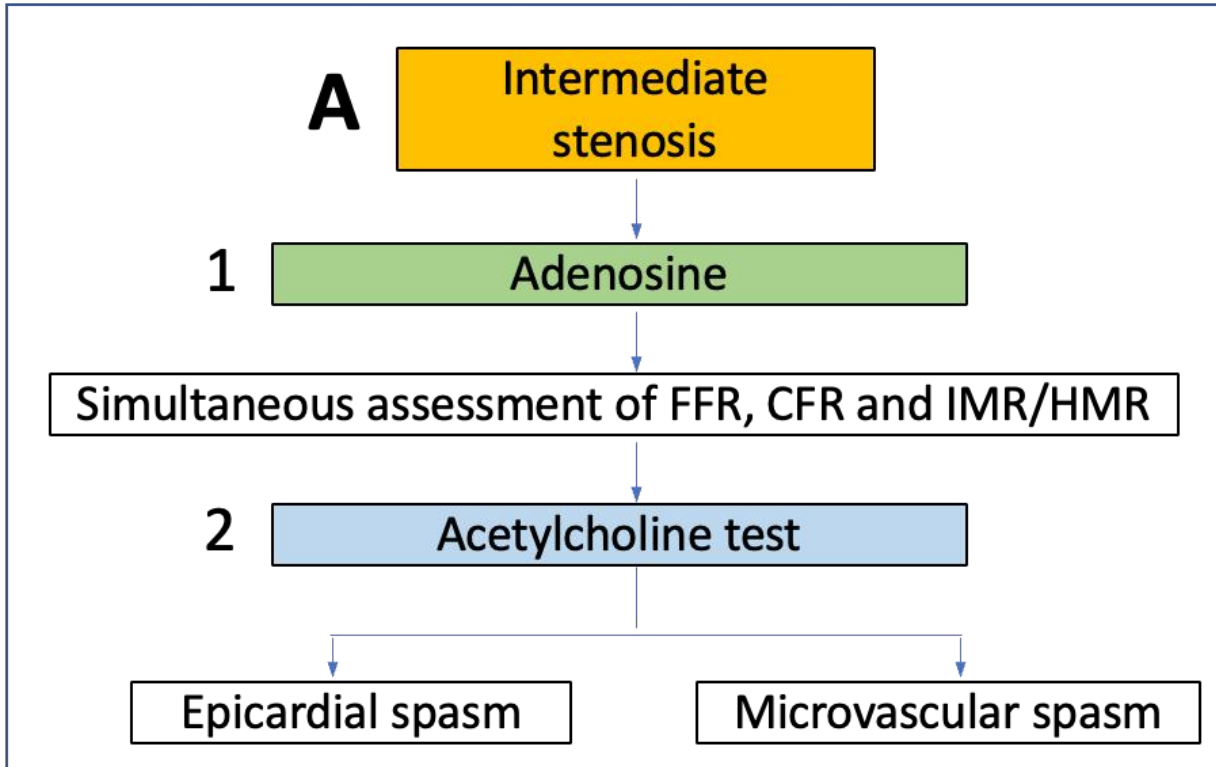 A
Intermediate
stenosis
1
Adenosine
Simultaneous assessment of FFR, CFR and IMR/HMR
2
Acetylcholine test
Epicardial spasm
Microvascular spasm